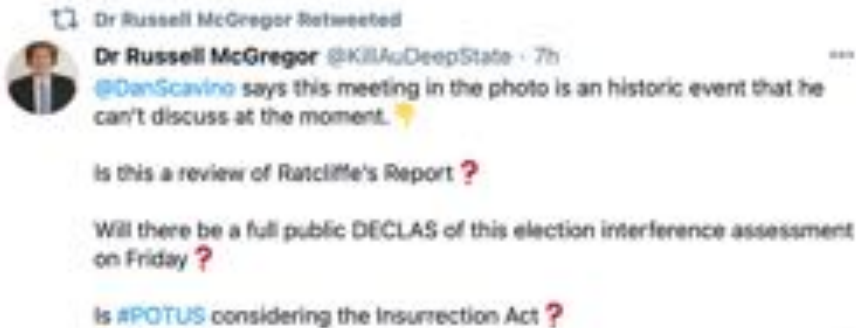 Dr Russell McGregor Retweeted
Dr Russell McGregor @KillAuDeepState · 7h
@DanScavino says this meeting in the photo is an historic event that he
can't discuss at the moment. 👇
Is this a review of Ratcliffe's Report ❓
Will there be a full public DECLAS of this election interference assessment
on Friday ❓
Is #POTUS considering the Insurrection Act ❓